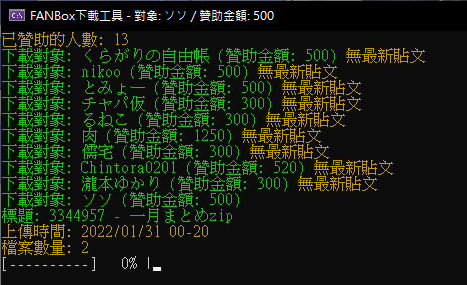 FANBox下載工具 - 對象: ソソ / 贊助金額: 500
已贊助的人數: 13
下載對象: くらがりの自由帳 (贊助金額: 500) 無最新貼文
下載對象: nikoo (贊助金額: 500) 無最新貼文
下載對象: とみょー (贊助金額: 500) 無最新貼文
下載對象: チャパ仮 (贊助金額: 300) 無最新貼文
下載對象: るねこ (贊助金額: 300) 無最新貼文
下載對象: 肉 (贊助金額: 1250) 無最新貼文
下載對象: 儒宅 (贊助金額: 300) 無最新貼文
下載對象: Chintora0201 (贊助金額: 520) 無最新貼文
下載對象: 瀧本ゆかり (贊助金額: 300) 無最新貼文
下載對象: ソソ (贊助金額: 500)
標題: 3344957 - 一月まとめzip
上傳時間: 2022/01/31 00-20
檔案數量: 2
[----------]   0% |